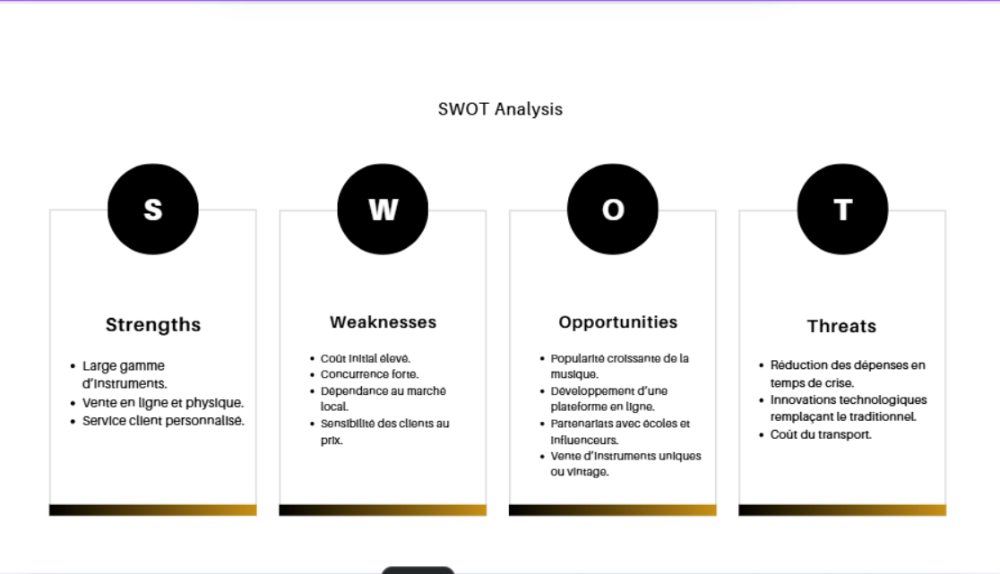 SWOT Analysis
S
Strengths
• Large gamme
d'instruments.
• Vente en ligne et physique.
• Service client personnalisé.
W
Weaknesses
• Coût initial élevé.
• Concurrence forte.
• Dépendance au marché
local.
• Sensibilité des clients au
prix.
O
Opportunities
• Popularité croissante de la
musique.
• Développement d'une
plateforme en ligne.
• Partenariats avec écoles et
influenceurs.
• Vente d'instruments uniques
ou vintage.
T
Threats
• Réduction des dépenses en
temps de crise.
• Innovations technologiques
remplaçant le traditionnel.
• Coût du transport.